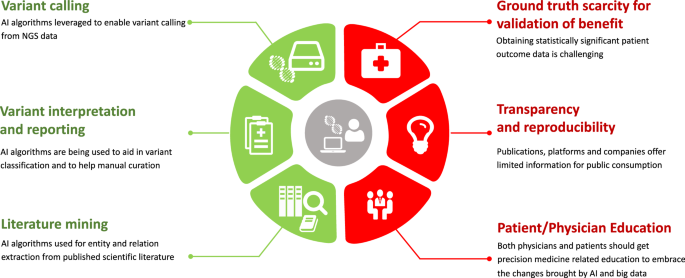 Variant calling
AI algorithms leveraged to enable variant calling
from NGS data
Variant interpretation
and reporting
AI algorithms are being used to aid in variant
classification and to help manual curation
Literature mining
AI algorithms used for entity and relation
extraction from published scientific literature
Ground truth scarcity for
validation of benefit
Obtaining statistically significant patient
outcome data is challenging
Transparency
and reproducibility
Publications, platforms and companies offer
limited information for public consumption
Patient/Physician Education
Both physicians and patients should get
precision medicine related education to embrace
the changes brought by AI and big data